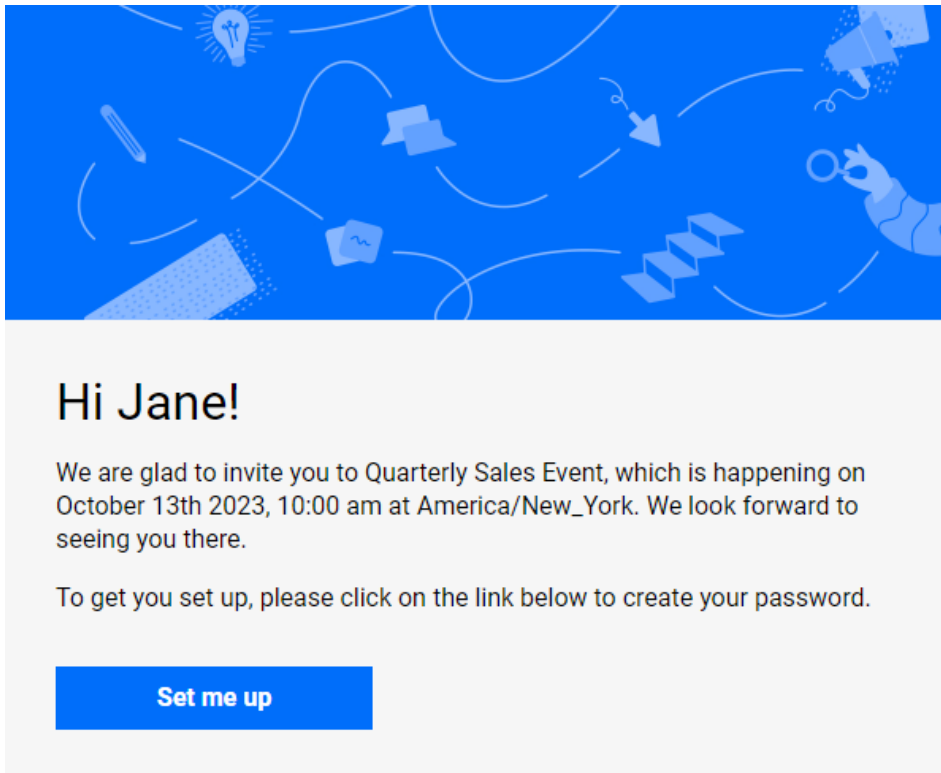 Hi Jane!
We are glad to invite you to Quarterly Sales Event, which is happening on
October 13th 2023, 10:00 am at America/New_York. We look forward to
seeing you there.
To get you set up, please click on the link below to create your password.
Set me up